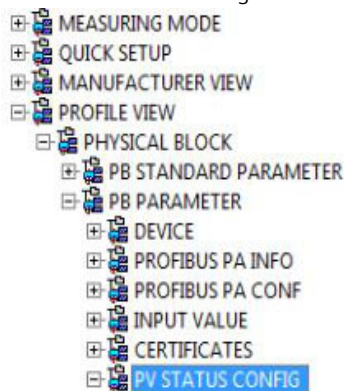 MEASURING MODE
QUICK SETUP
MANUFACTURER VIEW
PROFILE VIEW
PHYSICAL BLOCK
PB STANDARD PARAMETER
PB PARAMETER
DEVICE
PROFIBUS PA INFO
PROFIBUS PA CONF
INPUT VALUE
CERTIFICATES
PV STATUS CONFIG